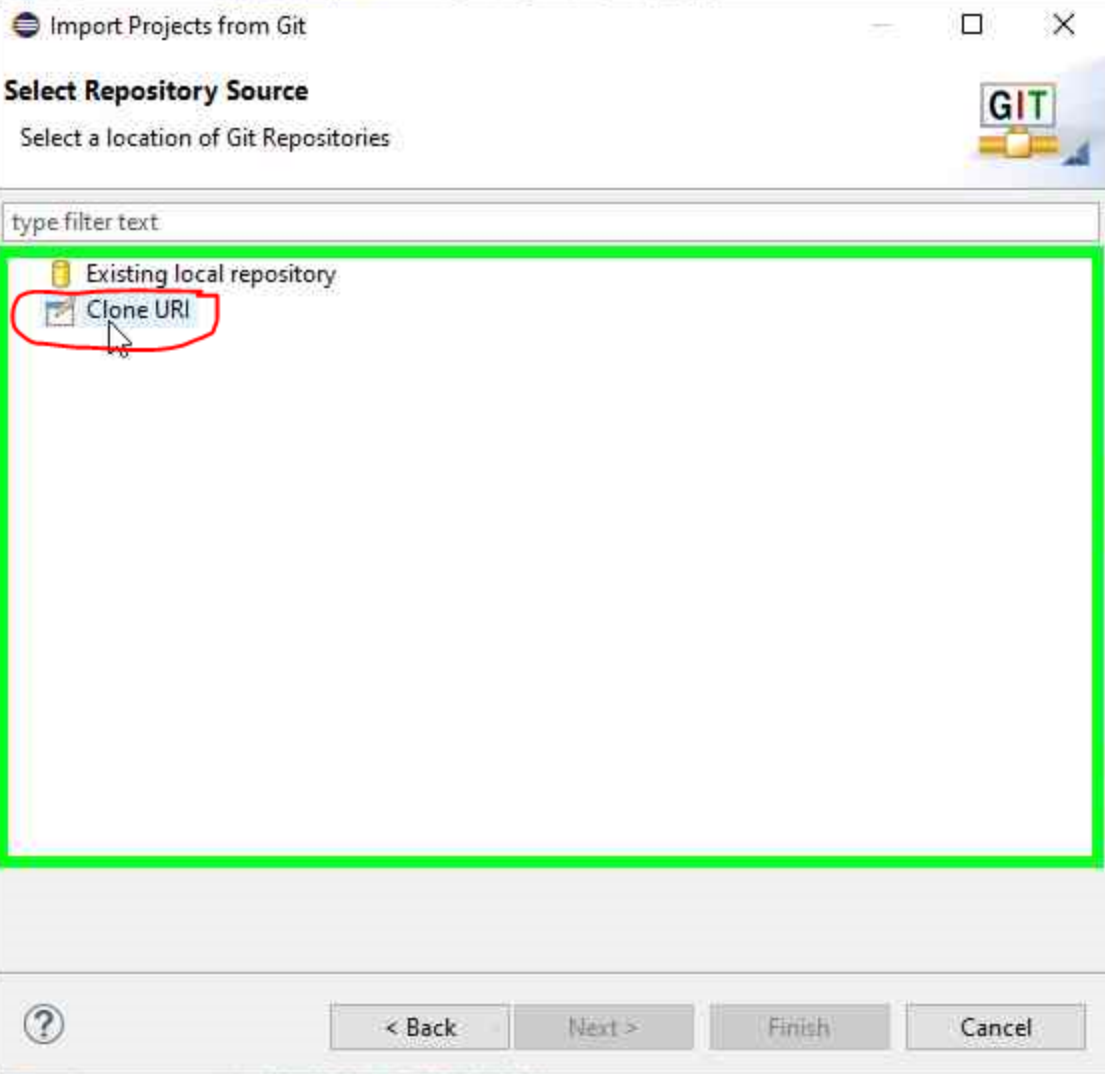 Import Projects from Git
Select Repository Source
Select a location of Git Repositories
GIT
type filter text
Existing local repository
Clone URI
?
< Back
Next >
Finish
Cancel